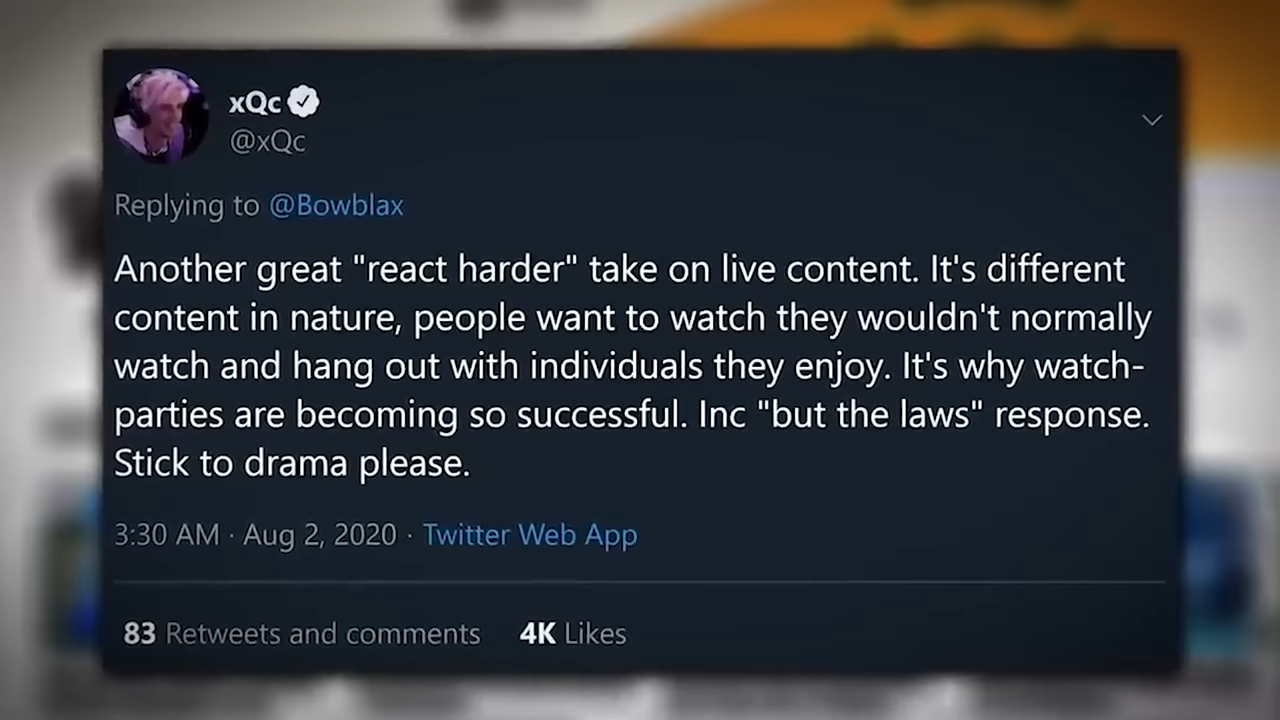 xQc
@xQc
Replying to @Bowblax
Another great "react harder" take on live content. It's different
content in nature, people want to watch they wouldn't normally
watch and hang out with individuals they enjoy. It's why watch-
parties are becoming so successful. Inc "but the laws" response.
Stick to drama please.
3:30 AM · Aug 2, 2020 · Twitter Web App
83 Retweets and comments 4K Likes